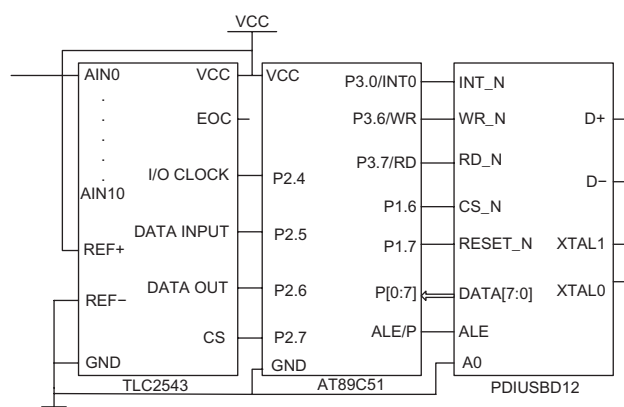 VCC
AIN0
VCC
VCC
P3.0/INT0
INT_N
EOC
P3.6/WR
WR_N
D+
I/O CLOCK
P2.4
P3.7/RD
RD_N
D−
AIN10
P1.6
CS_N
DATA INPUT
P2.5
P1.7
RESET_N
XTAL1
REF+
DATA OUT
P2.6
P[0:7]
DATA[7:0]
XTAL0
REF−
CS
P2.7
ALE/P
ALE
GND
GND
A0
TLC2543
AT89C51
PDIUSBD12